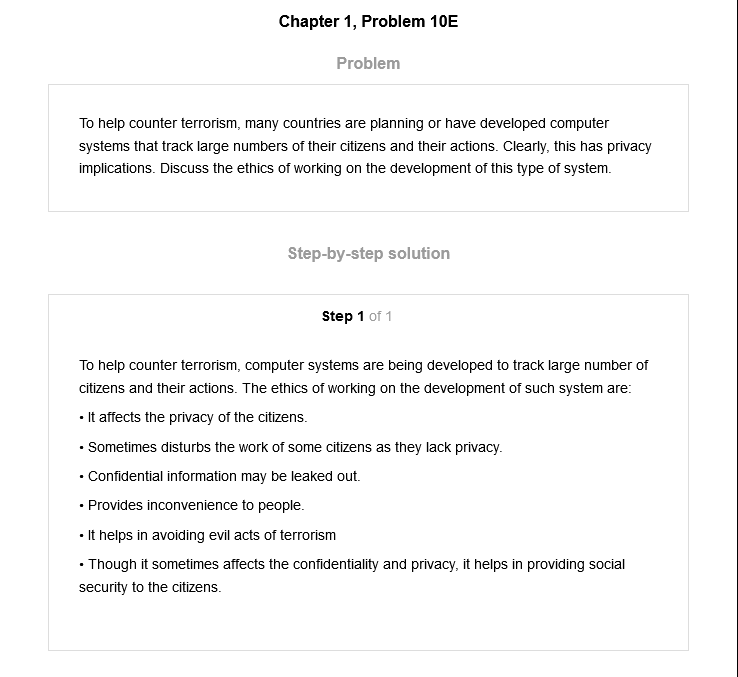 Chapter 1, Problem 10E
Problem
To help counter terrorism, many countries are planning or have developed computer
systems that track large numbers of their citizens and their actions. Clearly, this has privacy
implications. Discuss the ethics of working on the development of this type of system.
Step-by-step solution
Step 1 of 1
To help counter terrorism, computer systems are being developed to track large number of
citizens and their actions. The ethics of working on the development of such system are:
• It affects the privacy of the citizens.
• Sometimes disturbs the work of some citizens as they lack privacy.
• Confidential information may be leaked out.
• Provides inconvenience to people.
• It helps in avoiding evil acts of terrorism
• Though it sometimes affects the confidentiality and privacy, it helps in providing social
security to the citizens.